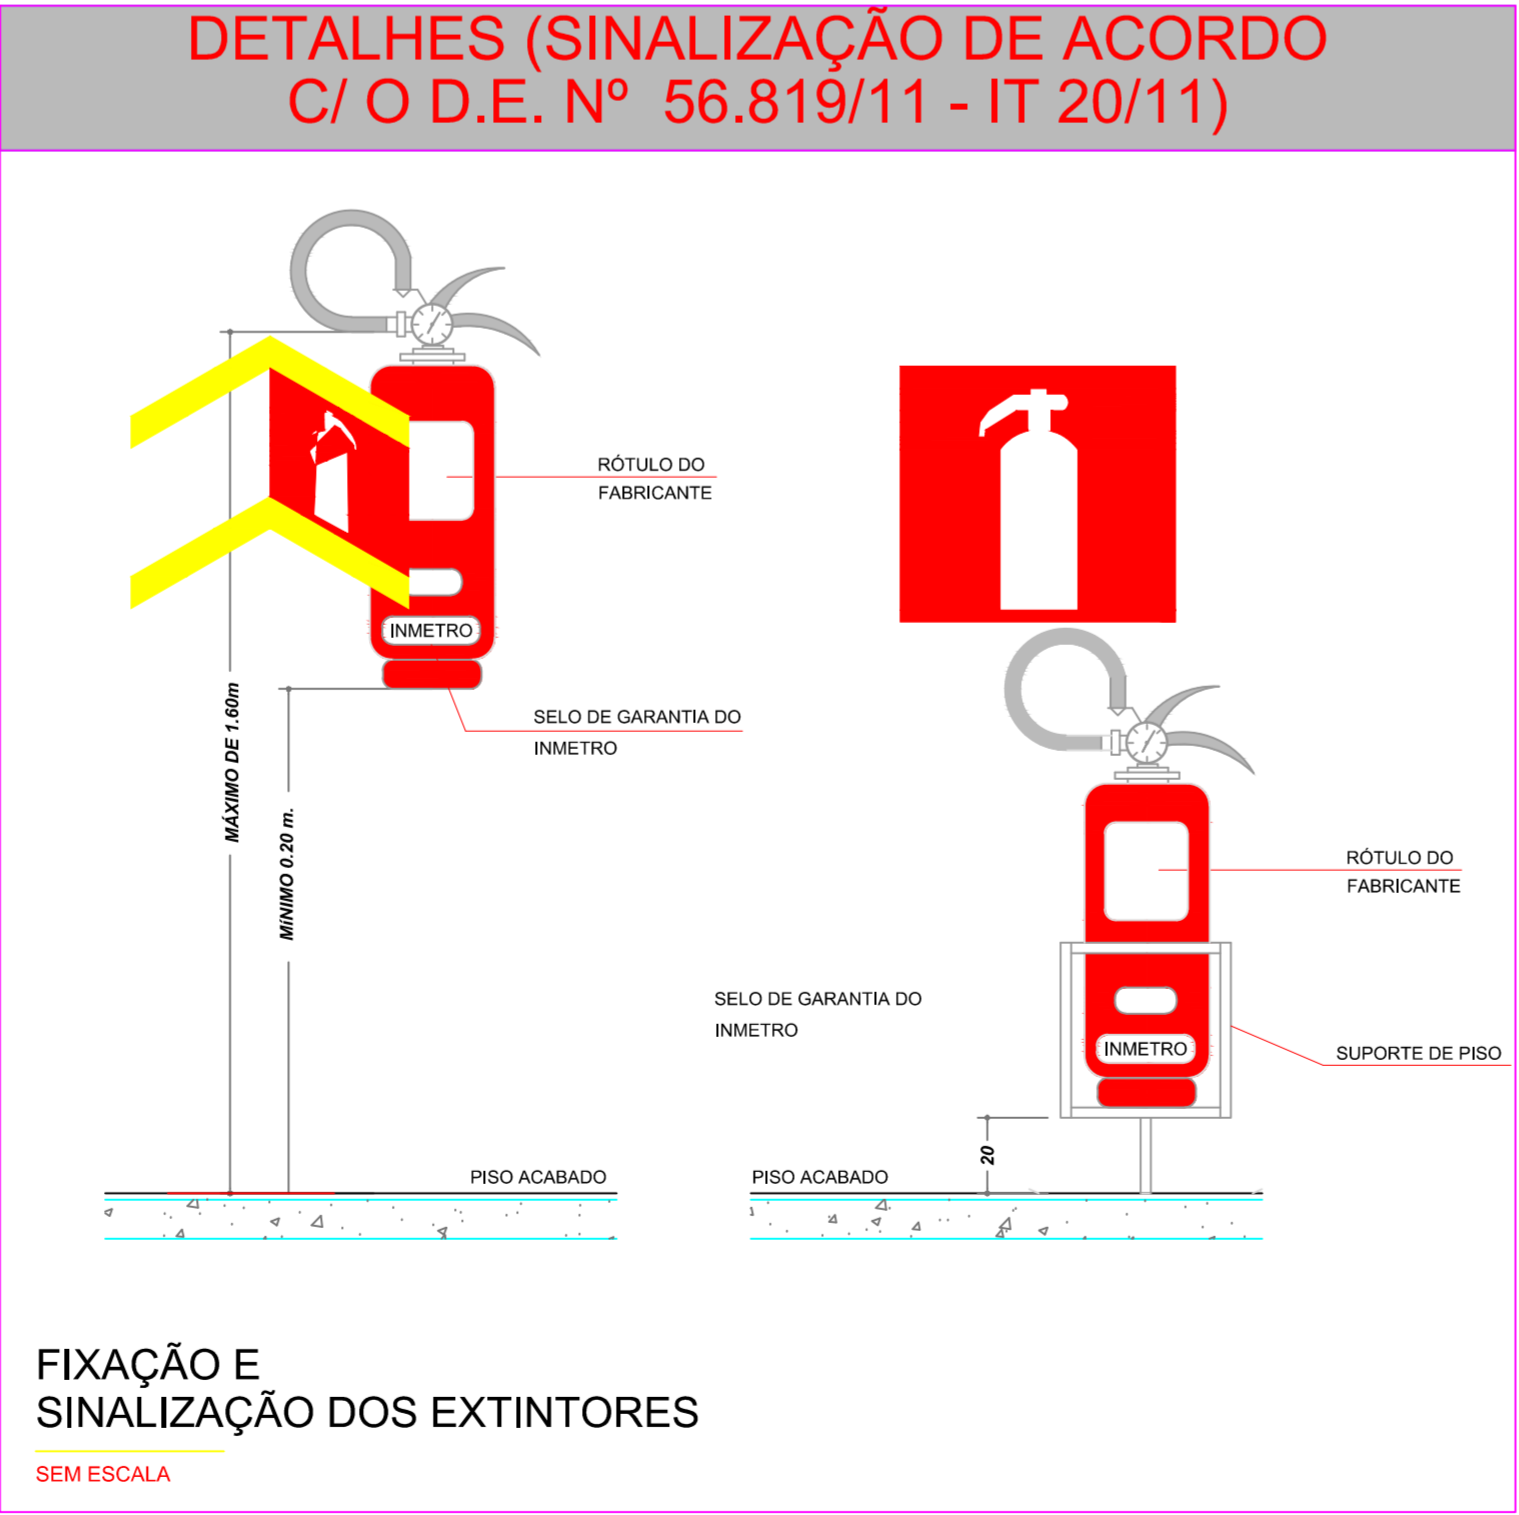 DETALHES (SINALIZAÇÃO DE ACORDO
C/ O D.E. Nº 56.819/11 - IT 20/11)
RÓTULO DO
FABRICANTE
INMETRO
SELO DE GARANTIA DO
INMETRO
MÁXIMO DE 1.60m
MíNIMO 0.20 m.
PISO ACABADO
RÓTULO DO
FABRICANTE
SELO DE GARANTIA DO
INMETRO
INMETRO
SUPORTE DE PISO
20
PISO ACABADO
FIXAÇÃO E
SINALIZAÇÃO DOS EXTINTORES
SEM ESCALA